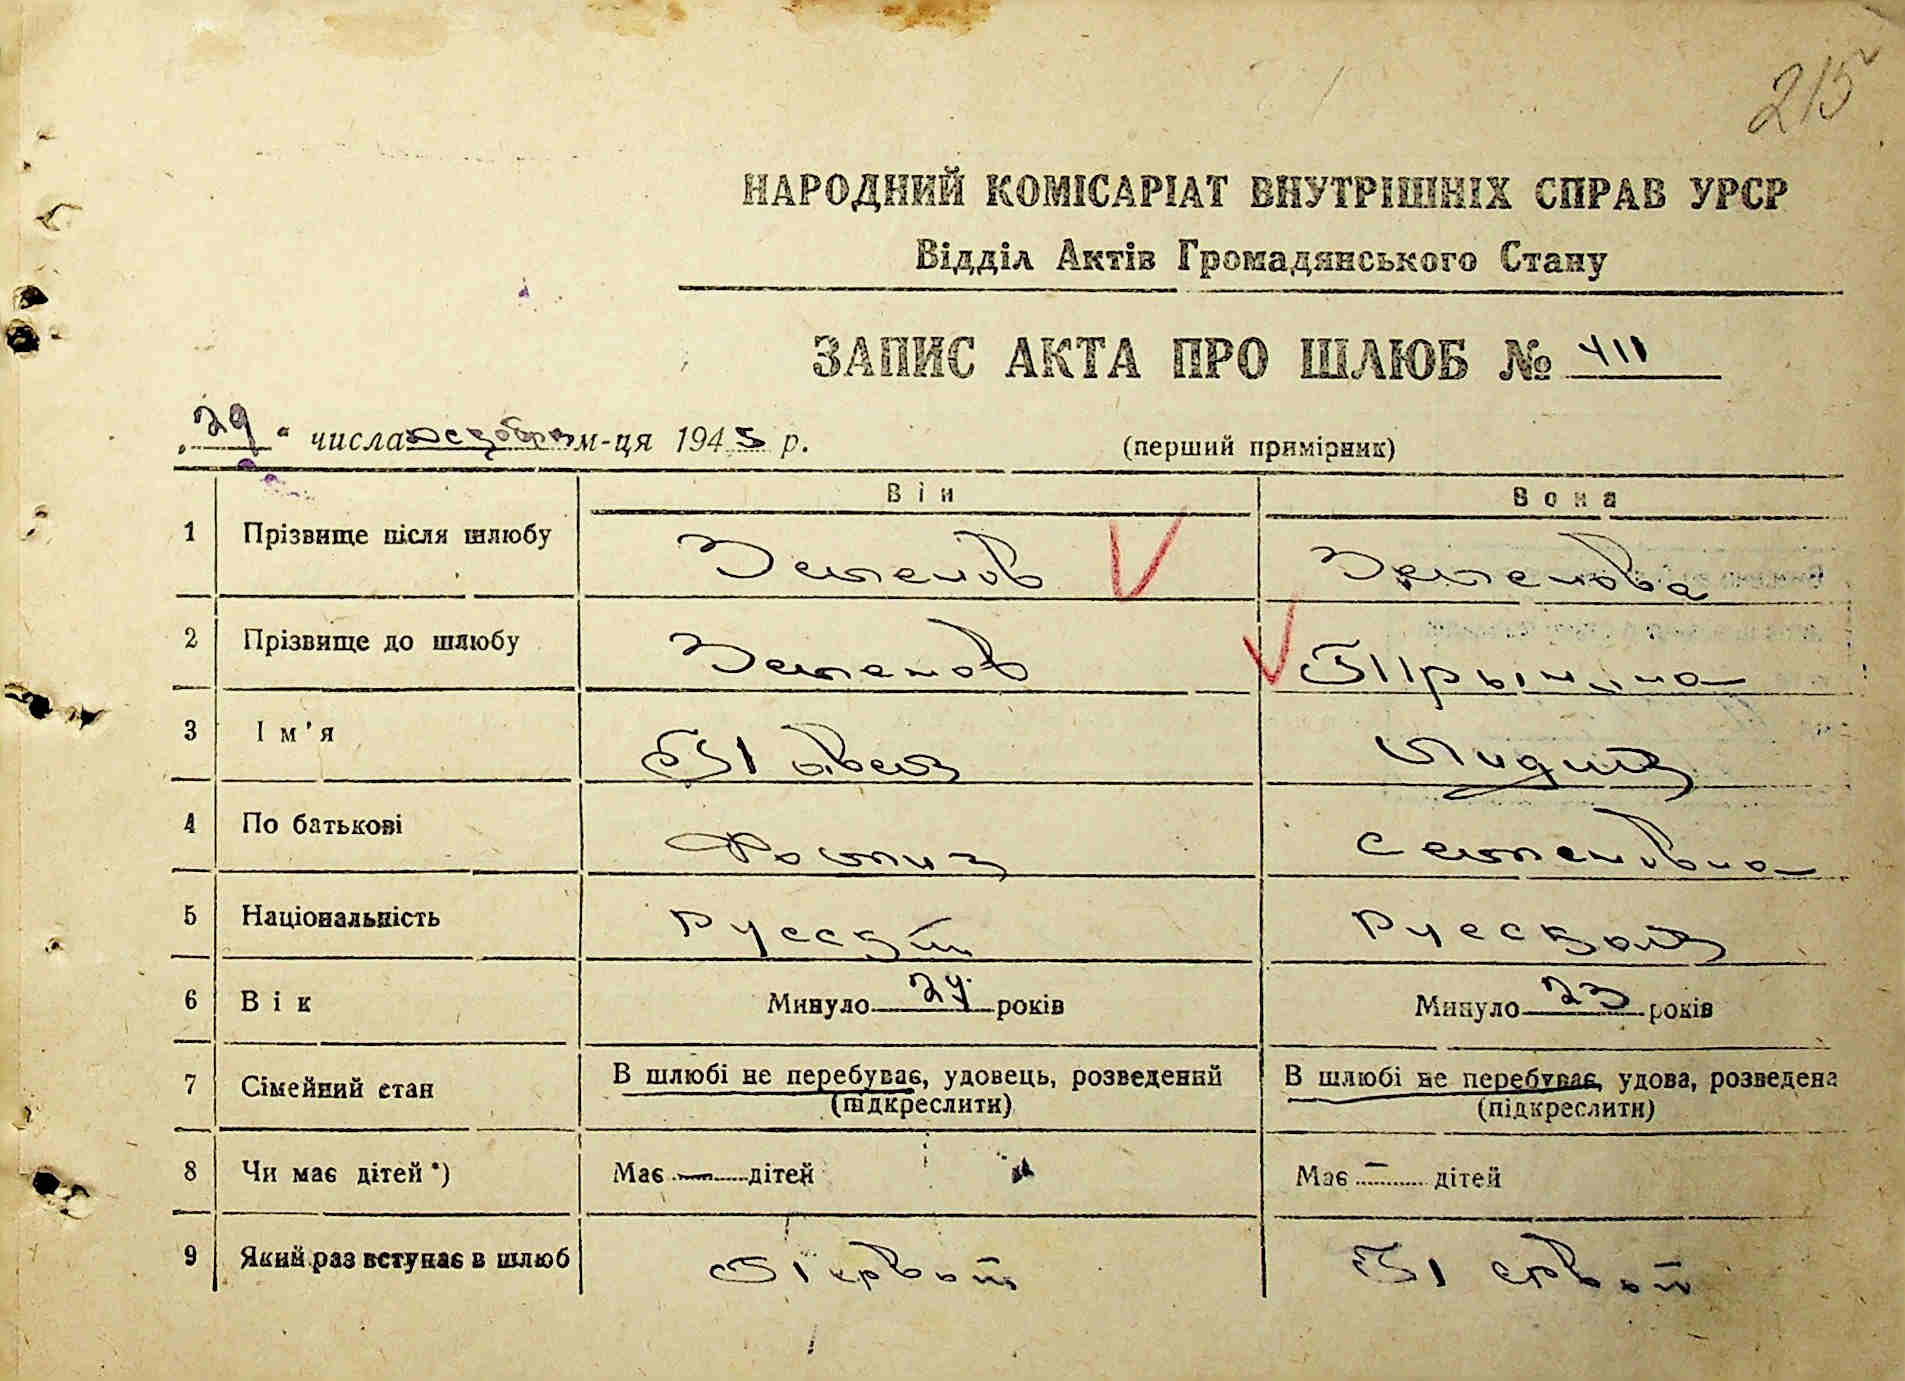 215
НАРОДНИЙ КОМІСАРІАТ ВНУТРІШНІХ СПРАВ УРСР
Відділ Актів Громадянського Стану
ЗАПИС АКТА ПРО ШЛЮБ № 411
„29“ числа м-ця 1945 р. (перший примірник)
Він Вона
1 Прізвище після шлюбу
2 Прізвище до шлюбу
3 Ім'я Павел Лидия
4 По батькові Фомич Семеновна
5 Національність Русский Русская
6 Вік Минуло 24 років Минуло 23 років
7 Сімейний стан В шлюбі не перебуває, удовець, розведений В шлюбі не перебуває, удова, розведена
(підкреслити) (підкреслити)
8 Чи має дітей*) Має — дітей Має — дітей
9 Який раз вступає в шлюб Первый Первый